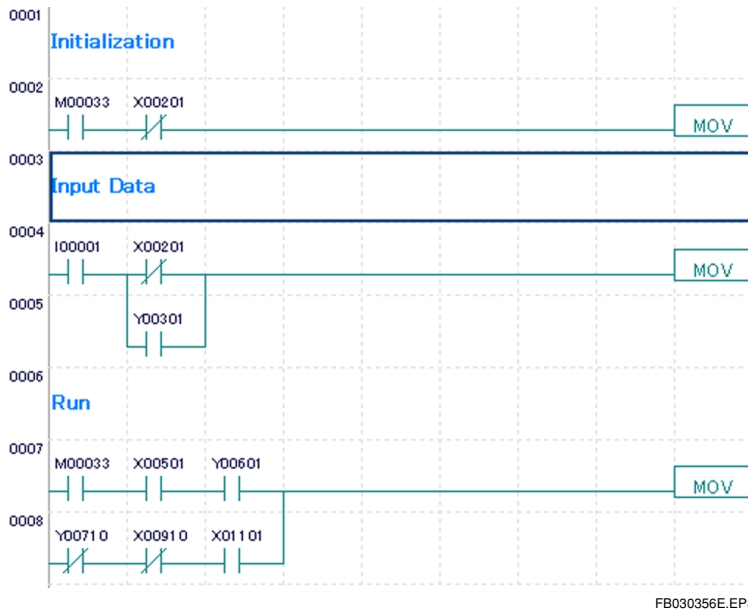 0001
Initialization
0002
M00033 X00201
MOV
0003
Input Data
0004
I00001 X00201
MOV
0005
Y00301
0006
Run
0007
M00033 X00501 Y00601
MOV
0008
Y00710 X00910 X01101
FB030356E.EP